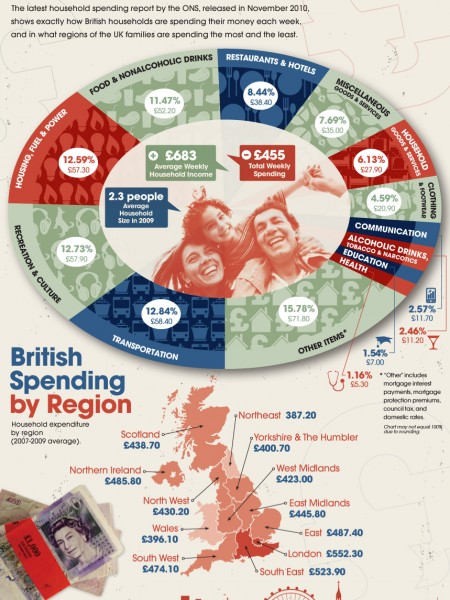 The latest household spending report by the ONS, released in November 2010,
shows exactly how British households are spending their money each week,
and in what regions of the UK families are spending the most and the least.
FOOD & NONALCOHOLIC DRINKS
11.47%
£52.20
RESTAURANTS & HOTELS
8.44%
£38.40
MISCELLANEOUS
GOODS & SERVICES
7.69%
£35.00
HOUSEHOLD
GOODS & SERVICES
6.13%
£27.90
CLOTHING
& FOOTWEAR
4.59%
£20.90
HOUSING, FUEL & POWER
12.59%
£57.30
£683
Average Weekly
Household Income
£455
Total Weekly
Spending
2.3 people
Average
Household
Size in 2009
COMMUNICATION
ALCOHOLIC DRINKS,
TOBACCO & NARCOTICS
EDUCATION
HEALTH
RECREATION & CULTURE
12.73%
£57.90
12.84%
£58.40
TRANSPORTATION
15.78%
£71.80
OTHER ITEMS*
2.57%
£11.70
2.46%
£11.20
1.54%
£7.00
1.16%
£5.30
* "Other" includes
mortgage interest
payments, mortgage
protection premiums,
council tax, and
domestic rates.
Chart may not equal 100%
due to rounding.
British
Spending
by Region
Household expenditure
by region
(2007-2009 average).
Northeast 387.20
Scotland
£438.70
Yorkshire & The Humbler
£400.70
Northern Ireland
£485.80
West Midlands
£423.00
North West
£430.20
East Midlands
£445.80
Wales
£396.10
East £487.40
London £552.30
South West
£474.10
South East £523.90